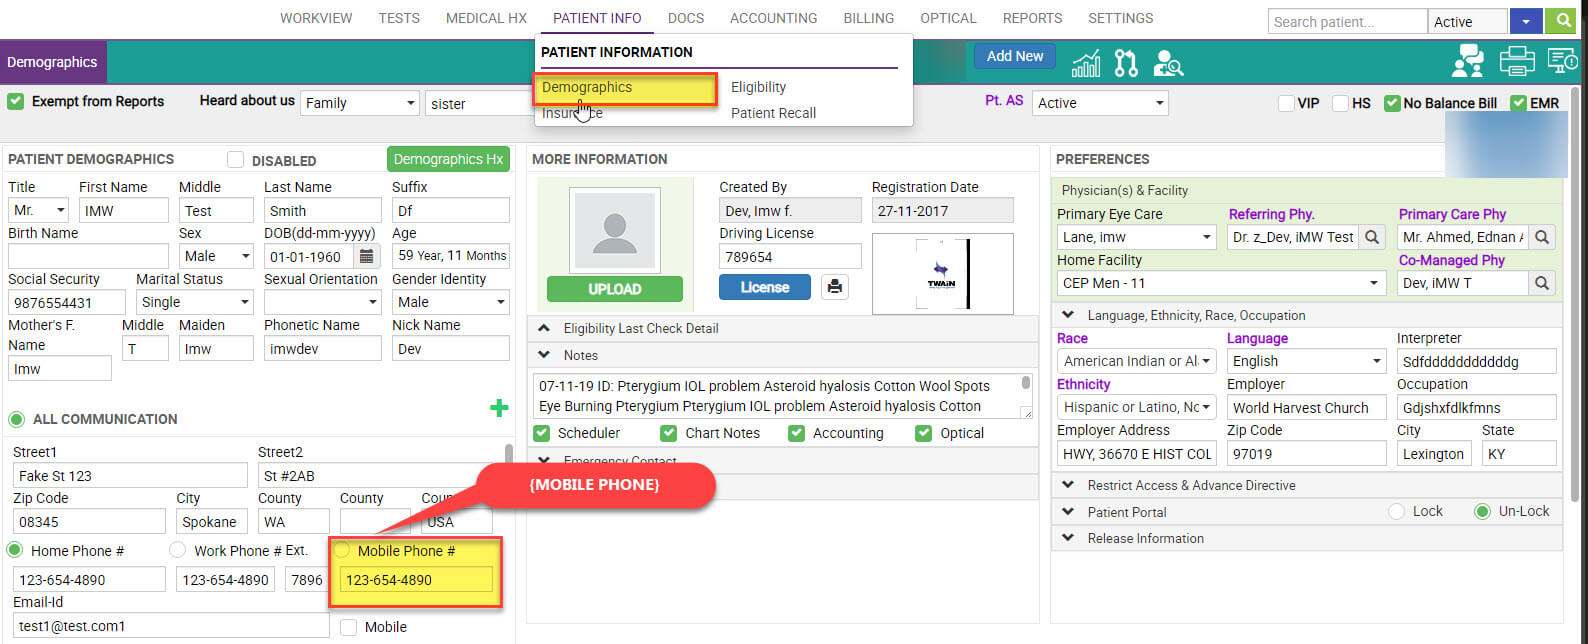 WORKVIEW TESTS MEDICAL HX PATIENT INFO DOCS ACCOUNTING BILLING OPTICAL REPORTS SETTINGS Search patient... Active
Demographics Add New
PATIENT INFORMATION
Demographics Eligibility
Patient Recall
Exempt from Reports Heard about us Family sister Pt. AS Active VIP HS No Balance Bill EMR
PATIENT DEMOGRAPHICS DISABLED Demographics Hx
Title First Name Middle Last Name Suffix
Mr. IMW Test Smith Df
Birth Name Sex DOB(dd-mm-yyyy) Age
Male 01-01-1960 59 Year, 11 Months
Social Security Marital Status Sexual Orientation Gender Identity
9876554431 Single Male
Mother's F. Name Middle Maiden Phonetic Name Nick Name
Imw T Imw imwdev Dev
ALL COMMUNICATION
Street1 Street2
Fake St 123 St #2AB
Zip Code City County County
08345 Spokane WA USA
Home Phone # Work Phone # Ext. Mobile Phone #
123-654-4890 123-654-4890 7896 123-654-4890
Email-Id
test1@test.com1 Mobile
{MOBILE PHONE}
MORE INFORMATION
Created By Registration Date
Dev, Imw f. 27-11-2017
Driving License
789654
UPLOAD License
TWAIN
Eligibility Last Check Detail
Notes
07-11-19 ID: Pterygium IOL problem Asteroid hyalosis Cotton Wool Spots
Eye Burning Pterygium Pterygium IOL problem Asteroid hyalosis Cotton
Scheduler Chart Notes Accounting Optical
Emergency Contact
PREFERENCES
Physician(s) & Facility
Primary Eye Care Referring Phy. Primary Care Phy
Lane, imw Dr. z_Dev, iMW Test Mr. Ahmed, Ednan
Home Facility Co-Managed Phy
CEP Men - 11 Dev, iMW T
Language, Ethnicity, Race, Occupation
Race Language Interpreter
American Indian or Al English Sdfdddddddddddg
Ethnicity Employer Occupation
Hispanic or Latino, Nc World Harvest Church Gdjshxfdlkfmns
Employer Address Zip Code City State
HWY, 36670 E HIST COL 97019 Lexington KY
Restrict Access & Advance Directive
Patient Portal Lock Un-Lock
Release Information